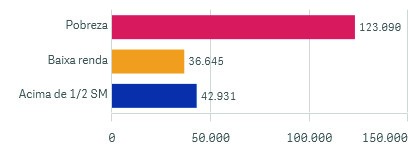 Pobreza 123.090
Baixa renda 36.645
Acima de 1/2 SM 42.931
0 50.000 100.000 150.000